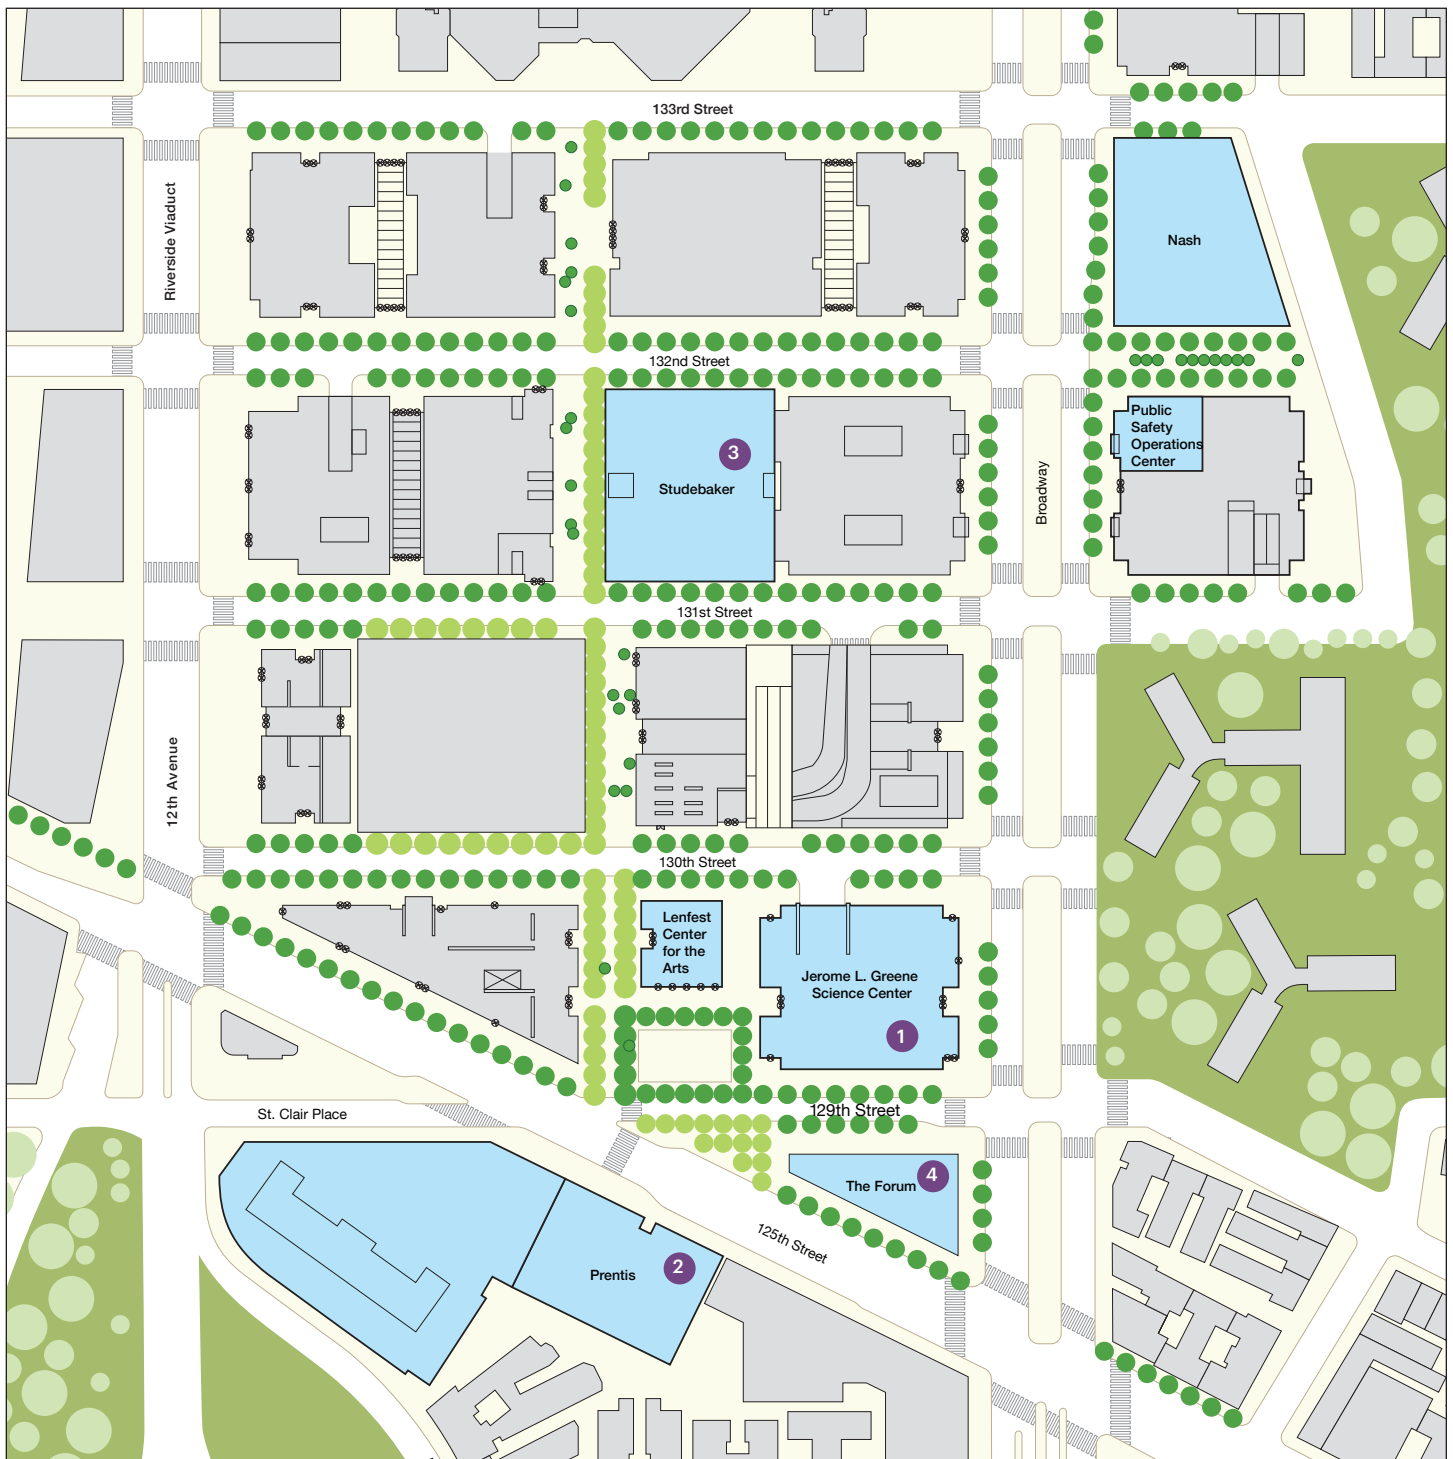 133rd Street
Riverside Viaduct
Nash
132nd Street
Public
Safety
Operations
Center
3
Studebaker
Broadway
131st Street
12th Avenue
130th Street
Lenfest
Center
for the
Arts
Jerome L. Greene
Science Center
1
129th Street
St. Clair Place
4
The Forum
125th Street
2
Prentis